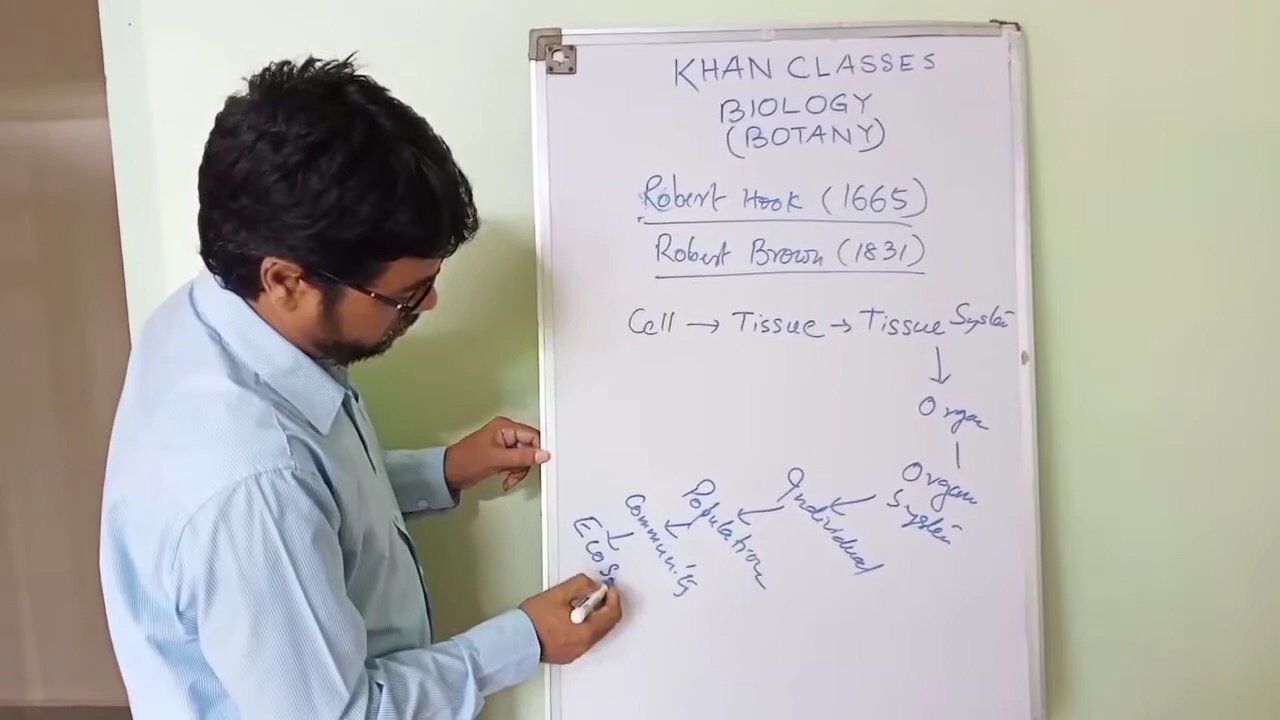 KHAN CLASSES
BIOLOGY
(BOTANY)
Robert Hook (1665)
Robert Brown (1831)
Cell → Tissue → Tissue System
↓
Organ
|
Organ
System
← Individual
← Population
← Community
↓ Ecos